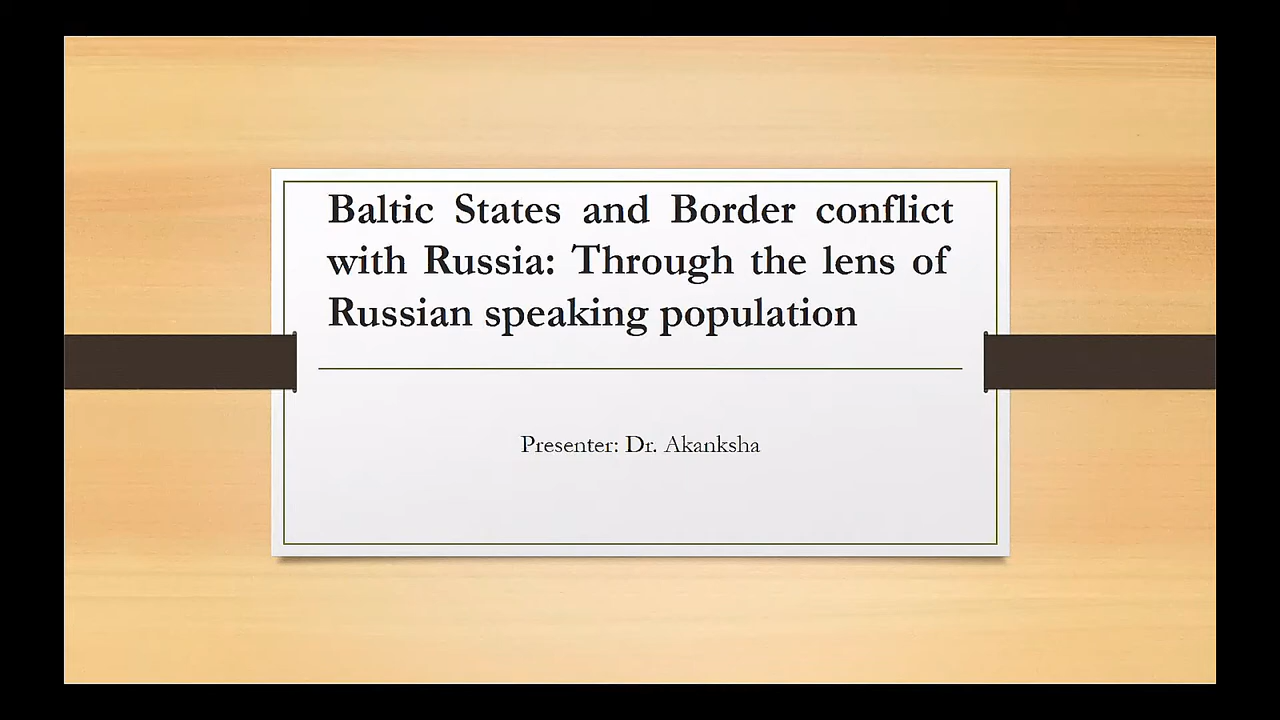 Baltic States and Border conflict
with Russia: Through the lens of
Russian speaking population
Presenter: Dr. Akanksha